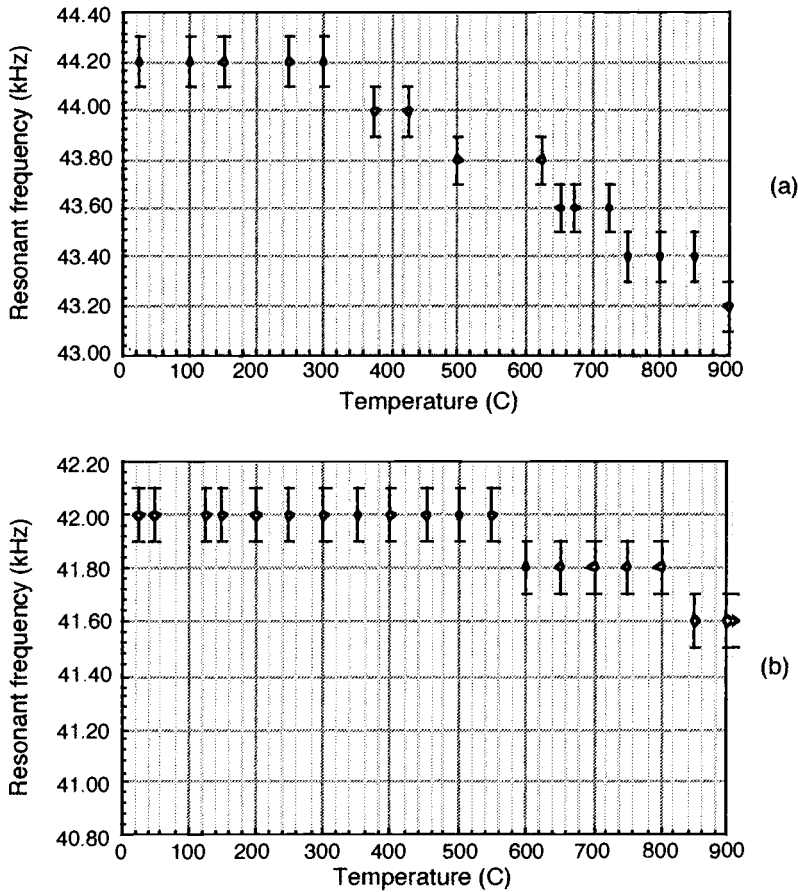 Resonant frequency (kHz)
44.40
44.20
44.00
43.80
43.60
43.40
43.20
43.00
0 100 200 300 400 500 600 700 800 900
Temperature (C)
(a)
Resonant frequency (kHz)
42.20
42.00
41.80
41.60
41.40
41.20
41.00
40.80
0 100 200 300 400 500 600 700 800 900
Temperature (C)
(b)